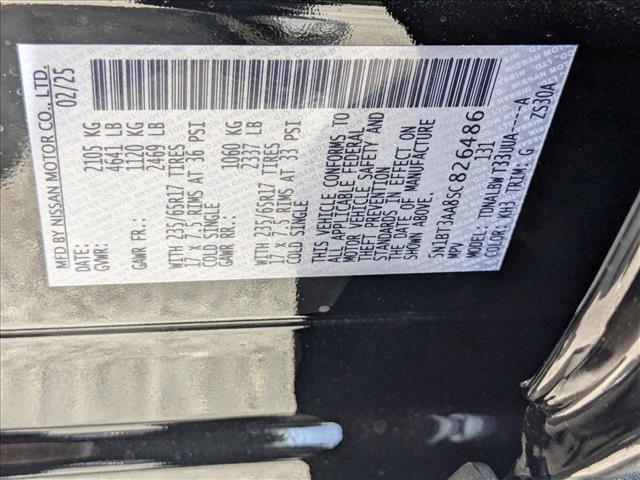 MFD BY NISSAN MOTOR CO., LTD.
DATE: 02/25
GVWR: 2105 KG
4641 LB
GAWR FR: 1120 KG
2469 LB
WITH 235/65R17 TIRES
17 X 7.5 RIMS AT 36 PSI
COLD SINGLE
GAWR RR: 1060 KG
2337 LB
WITH 235/65R17 TIRES
17 X 7.5 RIMS AT 33 PSI
COLD SINGLE
THIS VEHICLE CONFORMS TO
ALL APPLICABLE FEDERAL
MOTOR VEHICLE SAFETY AND
THEFT PREVENTION
STANDARDS IN EFFECT ON
THE DATE OF MANUFACTURE
SHOWN ABOVE.
5N1BT3AA8SC826486
MPV 131
MODEL: TDWALBW T33UUA----A
COLOR: KH3 TRIM: G ZS30A